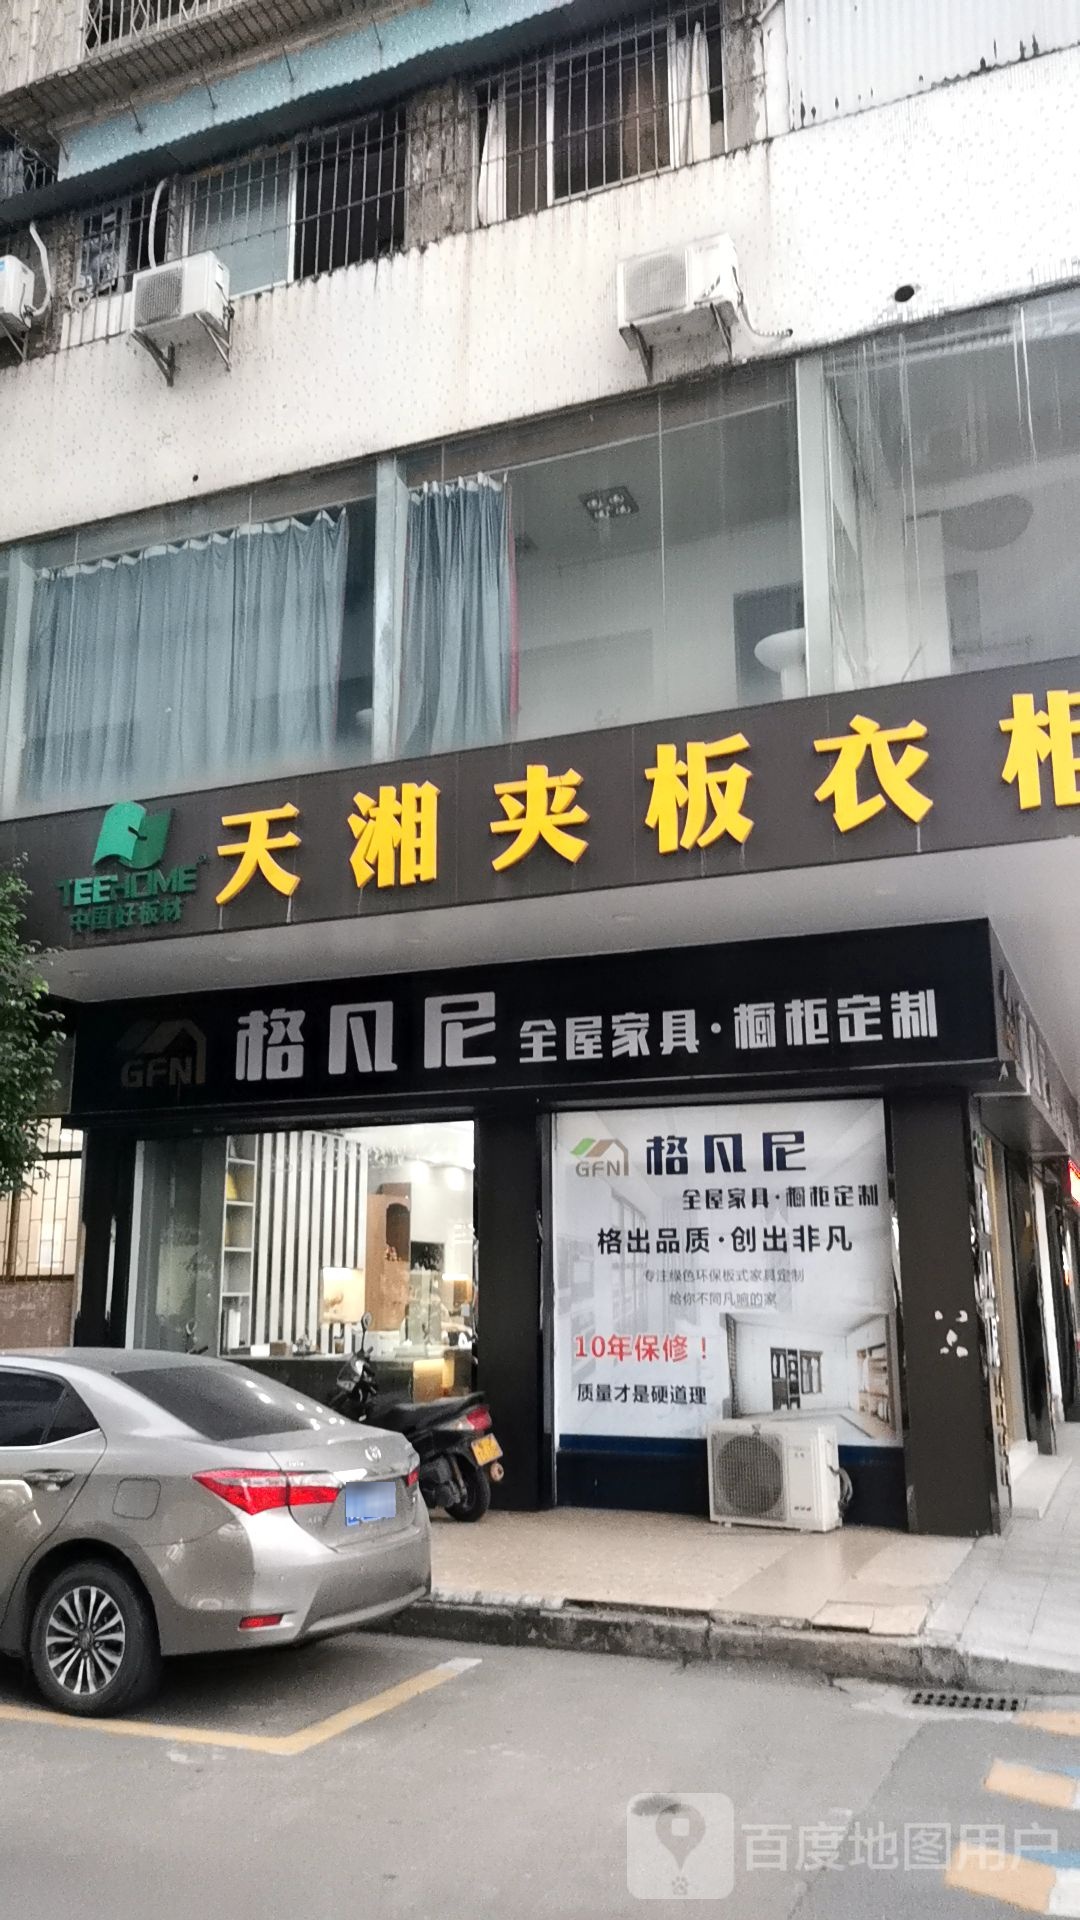 天湘夹板衣柜
TEEHOME
中国好板材
GFN 格凡尼 全屋家具·橱柜定制
GFN 格凡尼
全屋家具·橱柜定制
格出品质·创出非凡
专注绿色环保板式家具定制
给你不同凡响的家
10年保修！
质量才是硬道理
百度地图用户